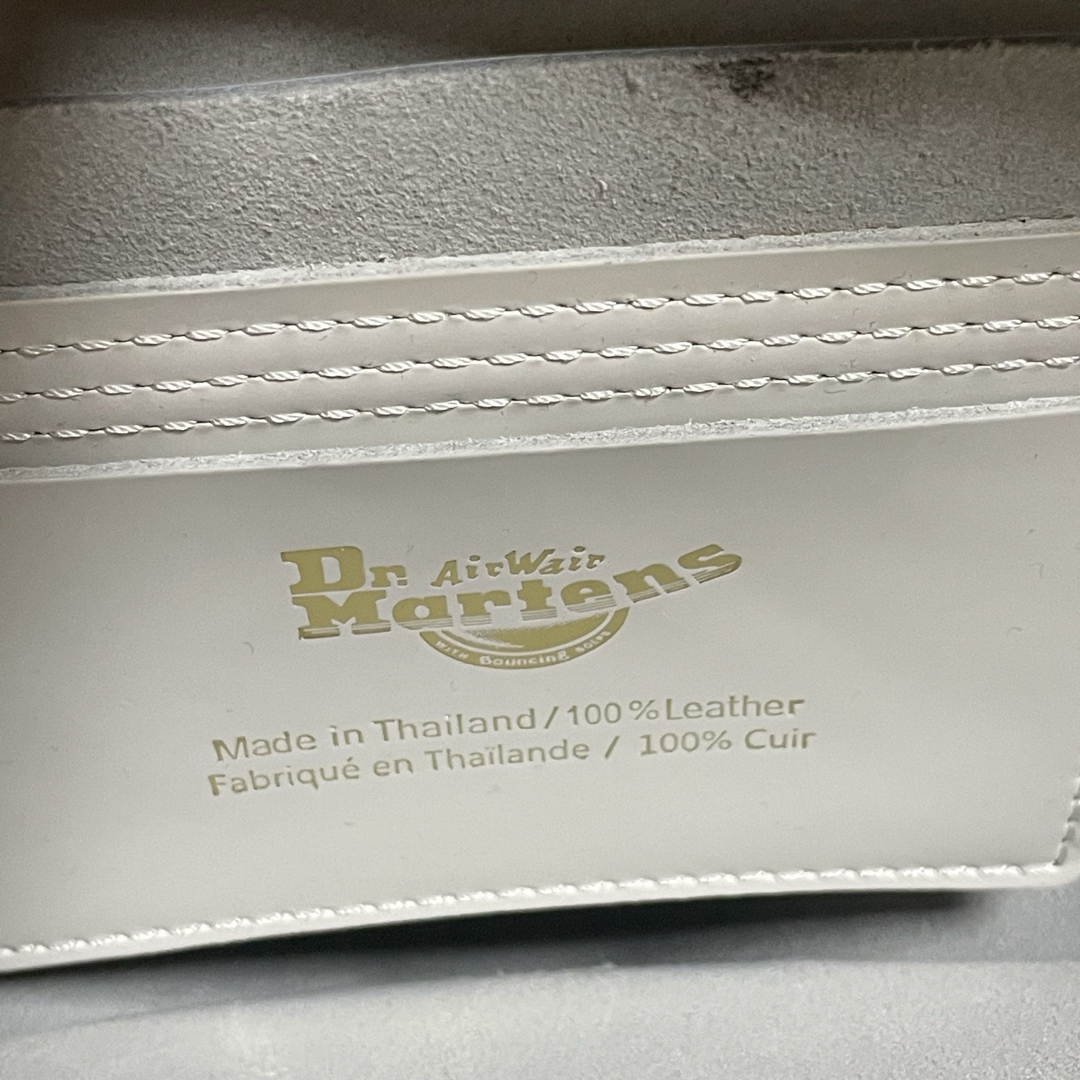 Dr. AirWair
Martens
WITH Bouncing SOLES
Made in Thailand/100%Leather
Fabriqué en Thaïlande / 100% Cuir